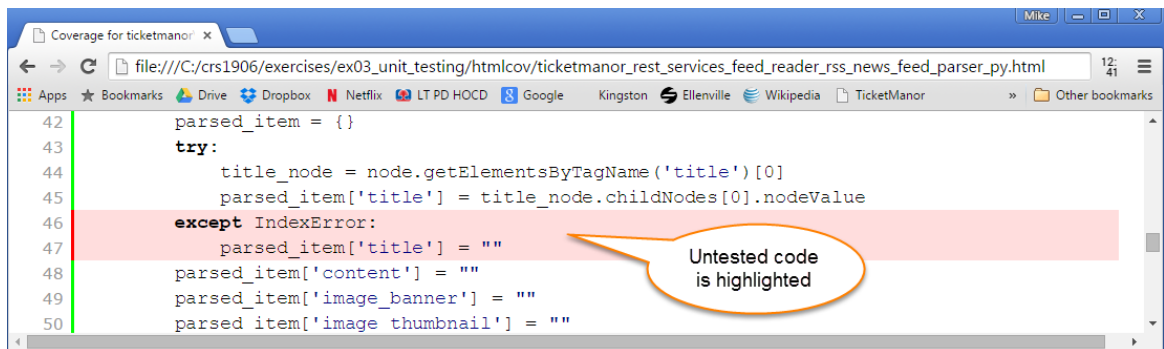 Mike
Coverage for ticketmanor
file:///C:/crs1906/exercises/ex03_unit_testing/htmlcov/ticketmanor_rest_services_feed_reader_rss_news_feed_parser_py.html
12:
41
Apps Bookmarks Drive Dropbox Netflix LT PD HOCD Google Kingston Ellenville Wikipedia TicketManor » Other bookmarks
42 parsed_item = {}
43 try:
44 title_node = node.getElementsByTagName('title')[0]
45 parsed_item['title'] = title_node.childNodes[0].nodeValue
46 except IndexError:
47 parsed_item['title'] = ""
48 parsed_item['content'] = ""
49 parsed_item['image_banner'] = ""
50 parsed_item['image_thumbnail'] = ""
Untested code
is highlighted